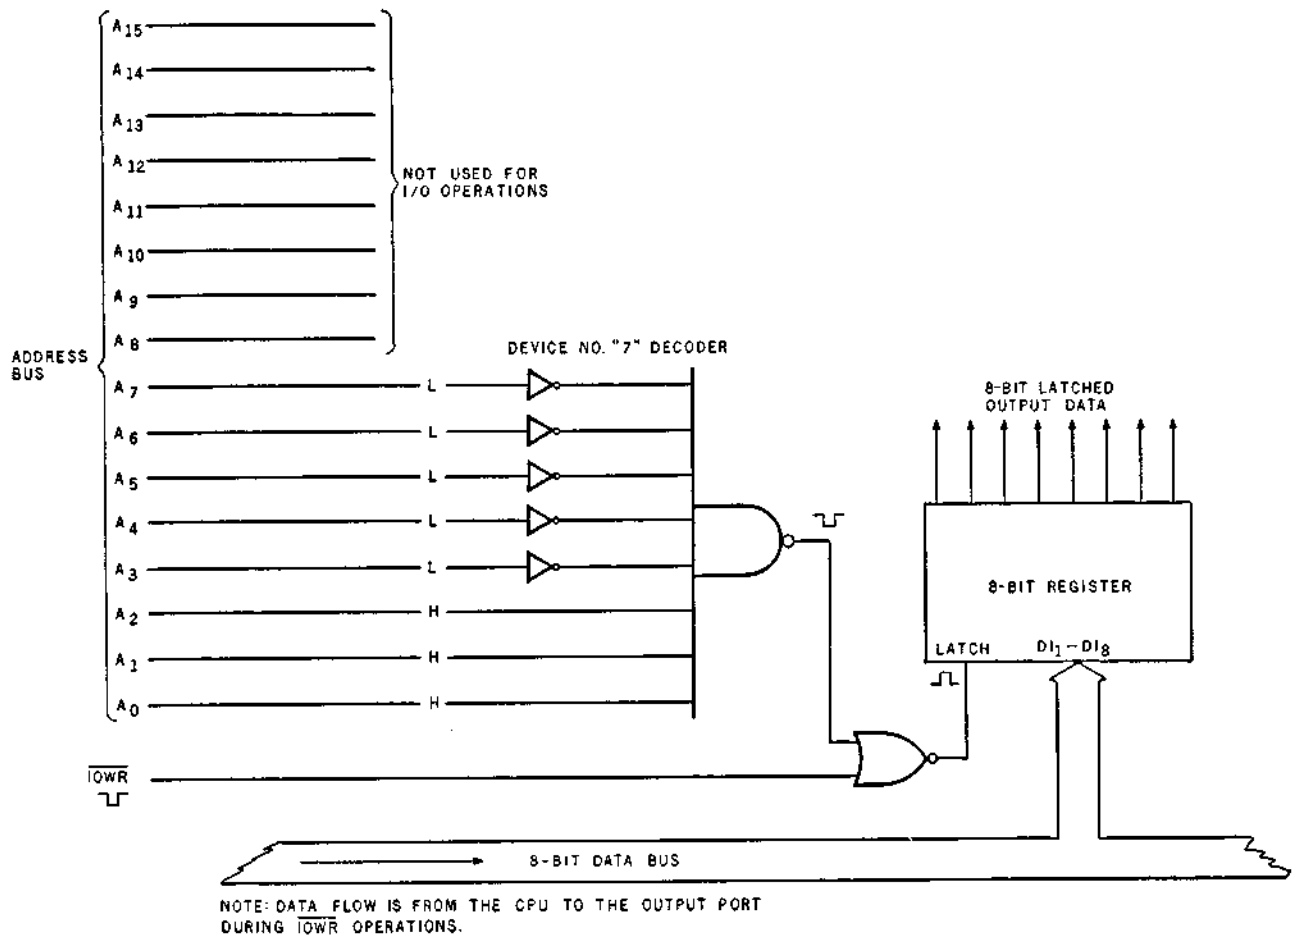 A15
A14
A13
A12
A11
A10
A9
A8
NOT USED FOR
I/O OPERATIONS
ADDRESS
BUS
DEVICE NO. "7" DECODER
A7 L
A6 L
A5 L
A4 L
A3 L
A2 H
A1 H
A0 H
8-BIT LATCHED
OUTPUT DATA
8-BIT REGISTER
LATCH DI1-DI8
IOWR
8-BIT DATA BUS
NOTE: DATA FLOW IS FROM THE CPU TO THE OUTPUT PORT
DURING IOWR OPERATIONS.